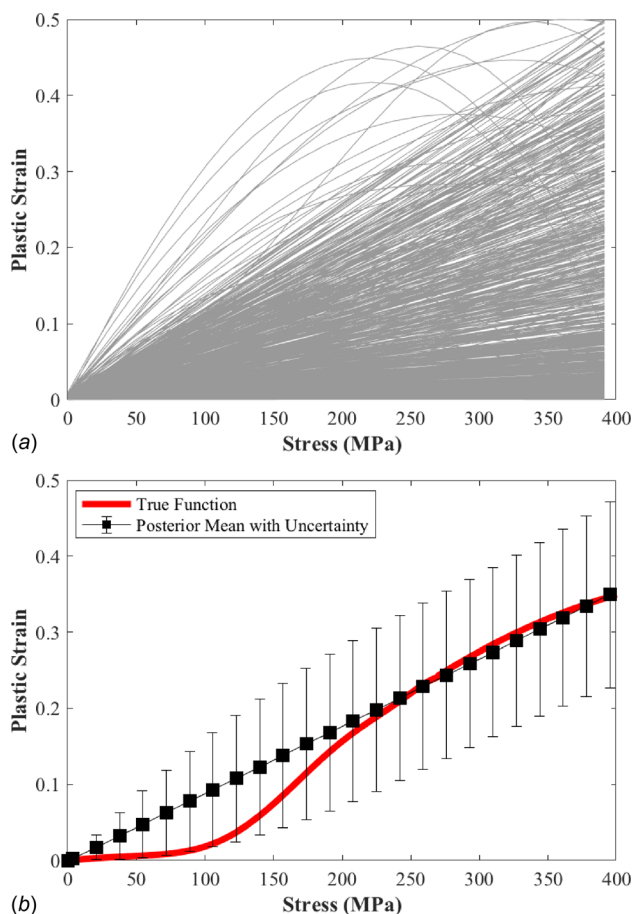 0.5
0.4
0.3
0.2
0.1
0
Plastic Strain
0 50 100 150 200 250 300 350 400
Stress (MPa)
(a)
0.5
0.4
0.3
0.2
0.1
0
Plastic Strain
True Function
Posterior Mean with Uncertainty
0 50 100 150 200 250 300 350 400
Stress (MPa)
(b)